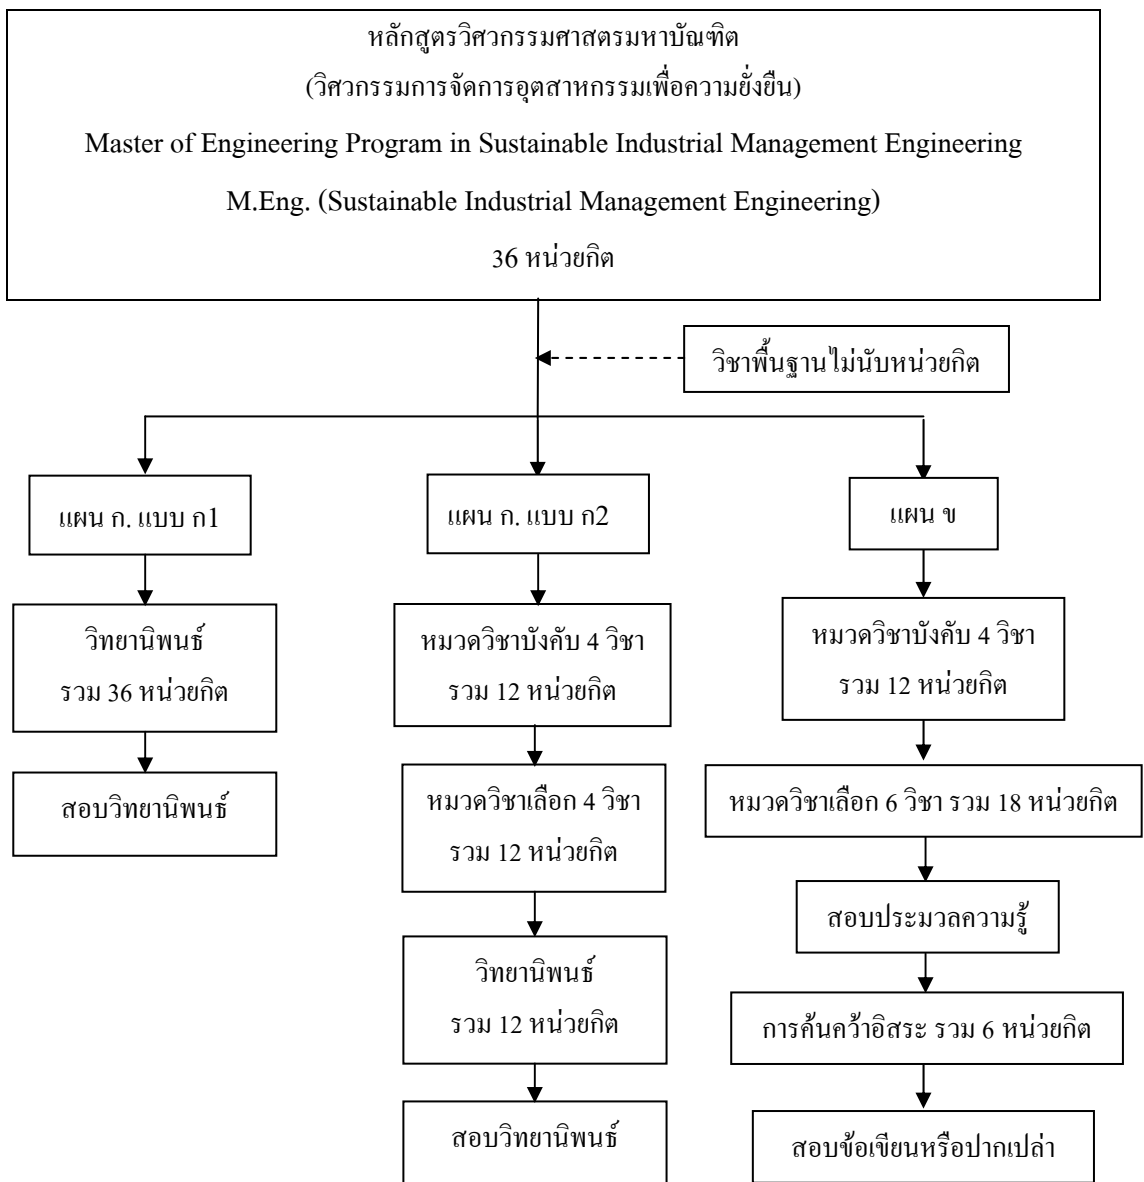 หลักสูตรวิศวกรรมศาสตรมหาบัณฑิต
(วิศวกรรมการจัดการอุตสาหกรรมเพื่อความยั่งยืน)
Master of Engineering Program in Sustainable Industrial Management Engineering
M.Eng. (Sustainable Industrial Management Engineering)
36 หน่วยกิต
วิชาพื้นฐานไม่นับหน่วยกิต
แผน ก. แบบ ก1
วิทยานิพนธ์
รวม 36 หน่วยกิต
สอบวิทยานิพนธ์
แผน ก. แบบ ก2
หมวดวิชาบังคับ 4 วิชา
รวม 12 หน่วยกิต
หมวดวิชาเลือก 4 วิชา
รวม 12 หน่วยกิต
วิทยานิพนธ์
รวม 12 หน่วยกิต
สอบวิทยานิพนธ์
แผน ข
หมวดวิชาบังคับ 4 วิชา
รวม 12 หน่วยกิต
หมวดวิชาเลือก 6 วิชา รวม 18 หน่วยกิต
สอบประมวลความรู้
การค้นคว้าอิสระ รวม 6 หน่วยกิต
สอบข้อเขียนหรือปากเปล่า